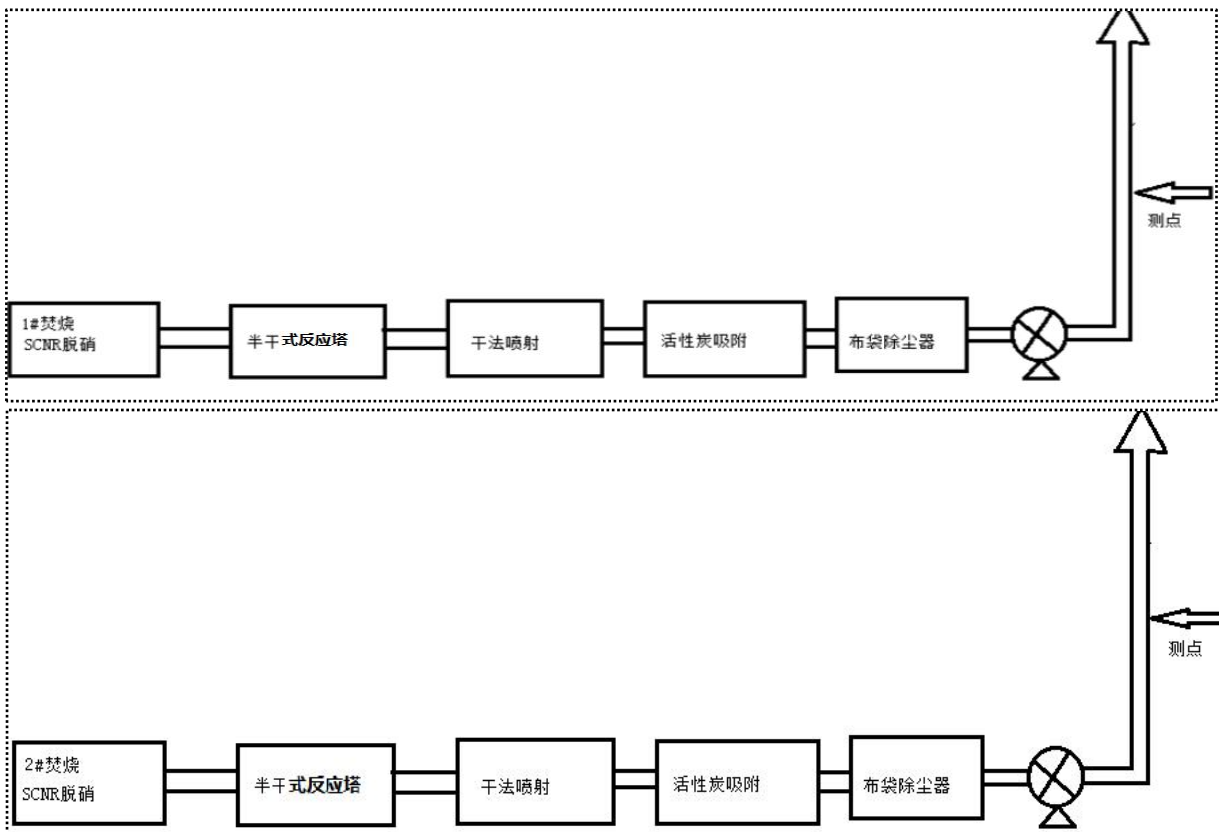 测点
1#焚烧
SCNR脱硝
半干式反应塔
干法喷射
活性炭吸附
布袋除尘器
测点
2#焚烧
SCNR脱硝
半干式反应塔
干法喷射
活性炭吸附
布袋除尘器